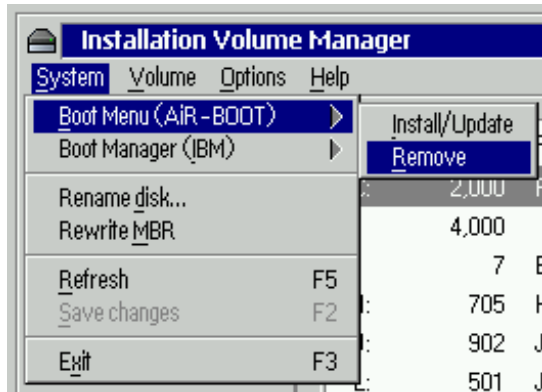 Installation Volume Manager
System Volume Options Help
Boot Menu (AiR-BOOT)
Install/Update
Boot Manager (IBM)
Remove
2,000
Rename disk...
Rewrite MBR
4,000
7
Refresh F5
705
Save changes F2
902
Exit F3
501